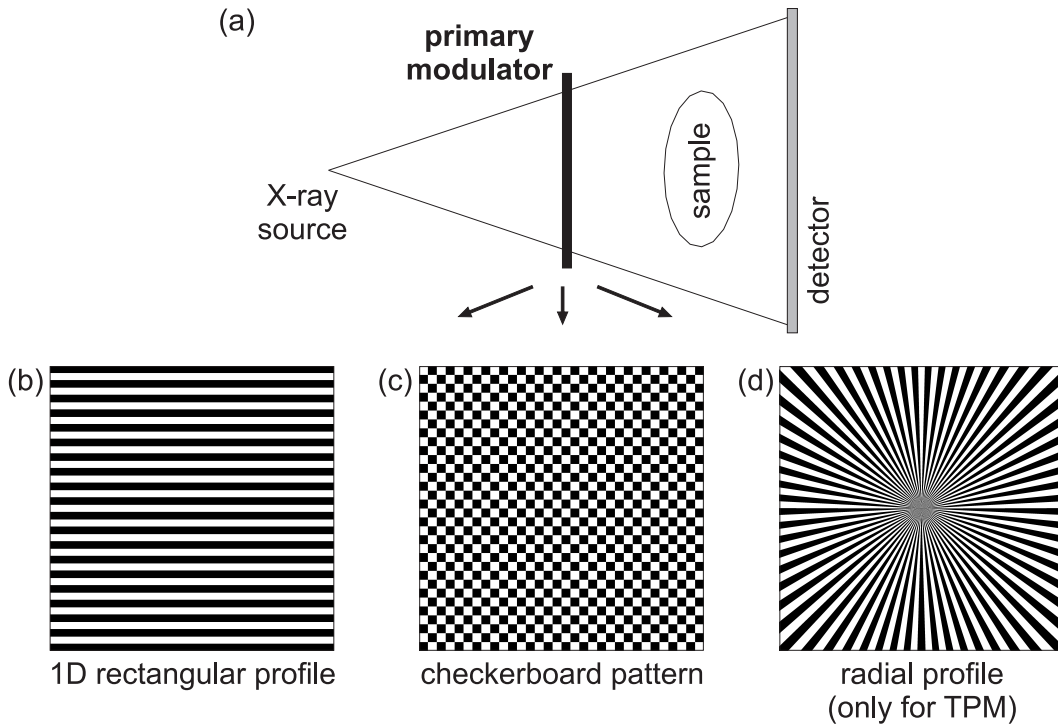 (a)
primary
modulator
X-ray
source
sample
detector
(b)
(c)
(d)
1D rectangular profile
checkerboard pattern
radial profile
(only for TPM)